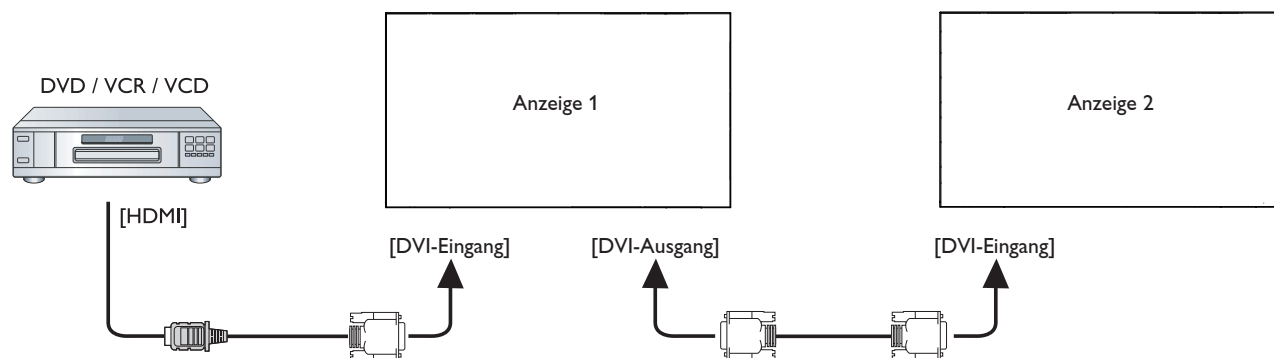 DVD / VCR / VCD
Anzeige 1
Anzeige 2
[HDMI]
[DVI-Eingang]
[DVI-Ausgang]
[DVI-Eingang]